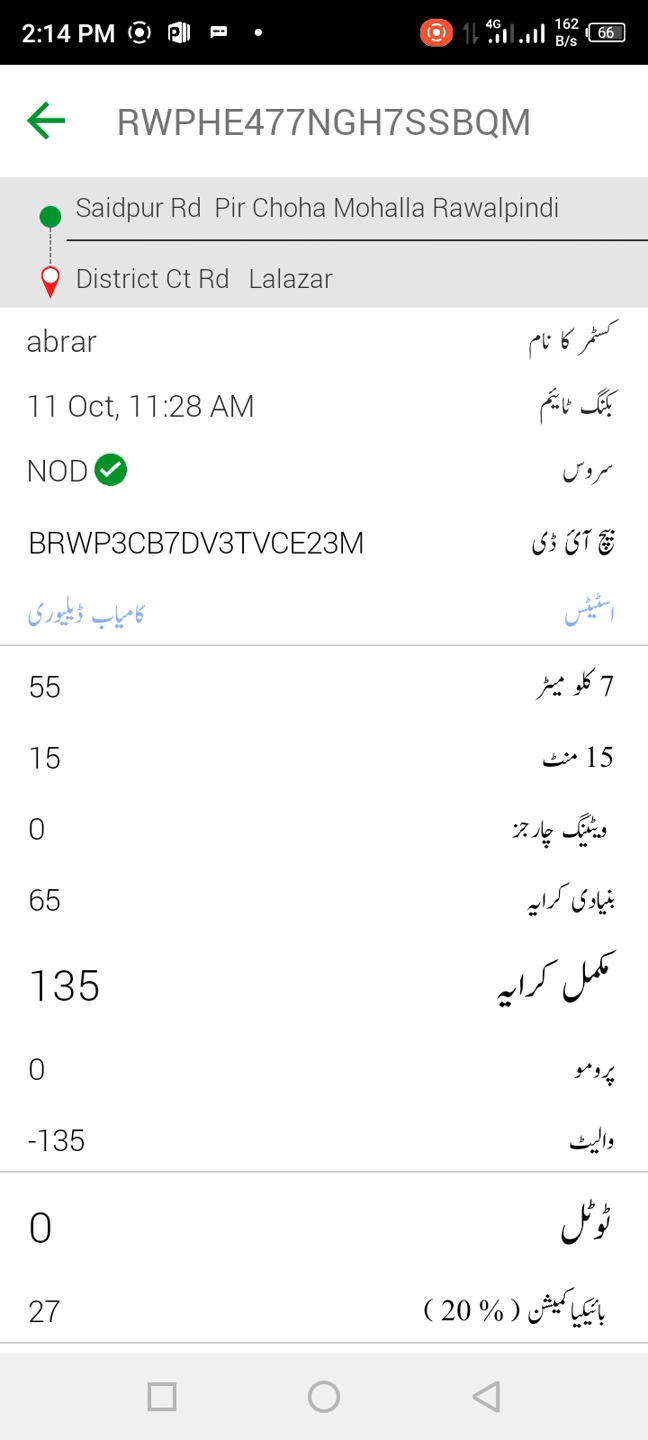 2:14 PM 4G 162 B/s 66
RWPHE477NGH7SSBQM
Saidpur Rd Pir Choha Mohalla Rawalpindi
District Ct Rd Lalazar
کسٹمر کا نام abrar
بکنگ ٹائیم 11 Oct, 11:28 AM
سروس NOD
بیچ آئ ڈی BRWP3CB7DV3TVCE23M
اسٹیٹس کامیاب ڈیلیوری
7 کلو میٹر 55
15 منٹ 15
ویٹینگ چارجز 0
بنیادی کرایہ 65
مکمل کرایہ 135
پرومو 0
والیٹ -135
ٹوٹل 0
بائیکیا کمیشن ( % 20 ) 27